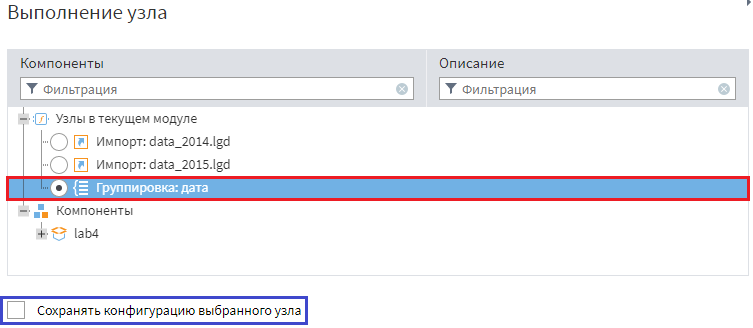 Выполнение узла
Компоненты Описание
Фильтрация Фильтрация
Узлы в текущем модуле
Импорт: data_2014.lgd
Импорт: data_2015.lgd
Группировка: дата
Компоненты
lab4
Сохранять конфигурацию выбранного узла